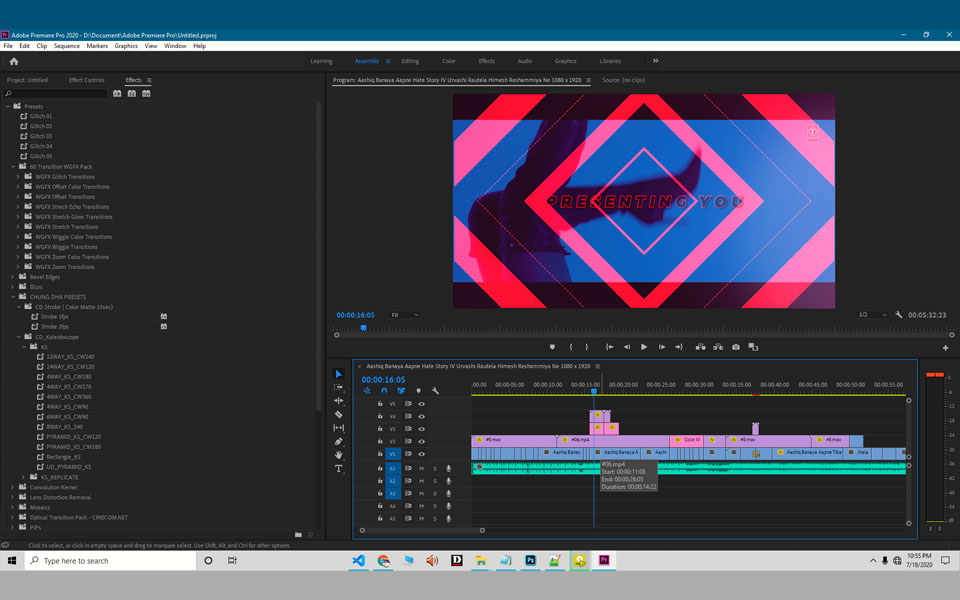 Adobe Premiere Pro 2020 - D:\Document\Adobe Premiere Pro\Untitled.prproj
File Edit Clip Sequence Markers Graphics View Window Help
Learning Assembly Editing Color Effects Audio Graphics Libraries
Project: Untitled Effect Controls Effects
Program: Aashiq Banaya Aapne Hate Story IV Urvashi Rautela Himesh Reshammiya Ne 1080 x 1920 Source: (no clips)
Presets
Glitch 01
Glitch 02
Glitch 03
Glitch 04
Glitch 05
60 Transition WGFX Pack
WGFX Glitch Transitions
WGFX Offset Color Transitions
WGFX Offset Transitions
WGFX Strech Echo Transitions
WGFX Stretch Glow Transitions
WGFX Stretch Transitions
WGFX Wiggle Color Transitions
WGFX Wiggle Transitions
WGFX Zoom Color Transitions
WGFX Zoom Transitions
Bevel Edges
Blurs
CHUNG DHA PRESETS
CD Strobe ( Color Matte 15sec)
Strobe 1fps
Strobe 2fps
CD_Kaleidoscope
KS
12WAY_KS_CW240
24WAY_KS_CW120
4WAY_KS_CW180
4WAY_KS_CW270
4WAY_KS_CW360
4WAY_KS_CW90
6WAY_KS_CW90
8WAY_KS_240
PYRAMID_KS_CW120
PYRAMID_KS_CW180
Rectangle_KS
UD_PYRAMID_KS
KS_REPLICATE
Convolution Kernel
Lens Distortion Removal
Mosaics
Optical Transition Pack - CINECOM.NET
PiPs
PRESENTING YOU
00:00:16:05 Fit 1/2 00:05:32:23
Aashiq Banaya Aapne Hate Story IV Urvashi Rautela Himesh Reshammiya Ne 1080 x 1920
00:00:16:05
:00:00 00:00:05:00 00:00:10:00 00:00:15:00 00:00:20:00 00:00:25:00 00:00:30:00 00:00:35:00 00:00:40:00 00:00:45:00 00:00:50:00 00:00:55:00
V5
V4
V3
V2 #9.mov #06.mp4 Color M #9.mov #9.mov
V1 Aashiq Banay Aashiq Banaya A Aashi Aashiq Banaya Aapne Title
A1 M S
A2 M S
A3 M S
A4 M S
A5 M S
#06.mp4
Start: 00:00:11:08
End: 00:00:26:05
Duration: 00:00:14:22
Click to select, or click in empty space and drag to marquee select. Use Shift, Alt, and Ctrl for other options.
Type here to search
10:55 PM
7/18/2020